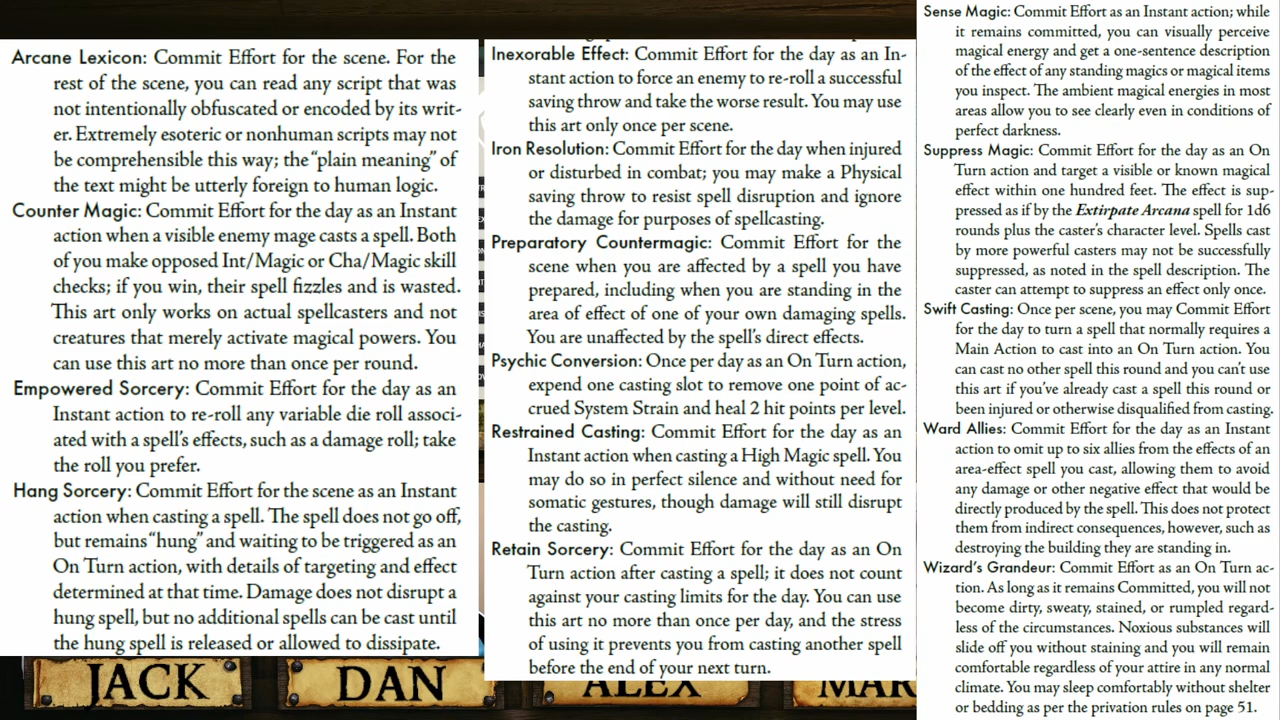 Arcane Lexicon: Commit Effort for the scene. For the
rest of the scene, you can read any script that was
not intentionally obfuscated or encoded by its writ-
er. Extremely esoteric or nonhuman scripts may not
be comprehensible this way; the “plain meaning” of
the text might be utterly foreign to human logic.
Counter Magic: Commit Effort for the day as an Instant
action when a visible enemy mage casts a spell. Both
of you make opposed Int/Magic or Cha/Magic skill
checks; if you win, their spell fizzles and is wasted.
This art only works on actual spellcasters and not
creatures that merely activate magical powers. You
can use this art no more than once per round.
Empowered Sorcery: Commit Effort for the day as an
Instant action to re-roll any variable die roll associ-
ated with a spell’s effects, such as a damage roll; take
the roll you prefer.
Hang Sorcery: Commit Effort for the scene as an Instant
action when casting a spell. The spell does not go off,
but remains “hung” and waiting to be triggered as an
On Turn action, with details of targeting and effect
determined at that time. Damage does not disrupt a
hung spell, but no additional spells can be cast until
the hung spell is released or allowed to dissipate.
Inexorable Effect: Commit Effort for the day as an In-
stant action to force an enemy to re-roll a successful
saving throw and take the worse result. You may use
this art only once per scene.
Iron Resolution: Commit Effort for the day when injured
or disturbed in combat; you may make a Physical
saving throw to resist spell disruption and ignore
the damage for purposes of spellcasting.
Preparatory Countermagic: Commit Effort for the
scene when you are affected by a spell you have
prepared, including when you are standing in the
area of effect of one of your own damaging spells.
You are unaffected by the spell’s direct effects.
Psychic Conversion: Once per day as an On Turn action,
expend one casting slot to remove one point of ac-
crued System Strain and heal 2 hit points per level.
Restrained Casting: Commit Effort for the day as an
Instant action when casting a High Magic spell. You
may do so in perfect silence and without need for
somatic gestures, though damage will still disrupt
the casting.
Retain Sorcery: Commit Effort for the day as an On
Turn action after casting a spell; it does not count
against your casting limits for the day. You can use
this art no more than once per day, and the stress
of using it prevents you from casting another spell
before the end of your next turn.
Sense Magic: Commit Effort as an Instant action; while
it remains committed, you can visually perceive
magical energy and get a one-sentence description
of the effect of any standing magics or magical items
you inspect. The ambient magical energies in most
areas allow you to see clearly even in conditions of
perfect darkness.
Suppress Magic: Commit Effort for the day as an On
Turn action and target a visible or known magical
effect within one hundred feet. The effect is sup-
pressed as if by the Extirpate Arcana spell for 1d6
rounds plus the caster’s character level. Spells cast
by more powerful casters may not be successfully
suppressed, as noted in the spell description. The
caster can attempt to suppress an effect only once.
Swift Casting: Once per scene, you may Commit Effort
for the day to turn a spell that normally requires a
Main Action to cast into an On Turn action. You
can cast no other spell this round and you can’t use
this art if you’ve already cast a spell this round or
been injured or otherwise disqualified from casting.
Ward Allies: Commit Effort for the day as an Instant
action to omit up to six allies from the effects of an
area-effect spell you cast, allowing them to avoid
any damage or other negative effect that would be
directly produced by the spell. This does not protect
them from indirect consequences, however, such as
destroying the building they are standing in.
Wizard’s Grandeur: Commit Effort as an On Turn ac-
tion. As long as it remains Committed, you will not
become dirty, sweaty, stained, or rumpled regard-
less of the circumstances. Noxious substances will
slide off you without staining and you will remain
comfortable regardless of your attire in any normal
climate. You may sleep comfortably without shelter
or bedding as per the privation rules on page 51.
JACK
DAN
ALEX
MAR